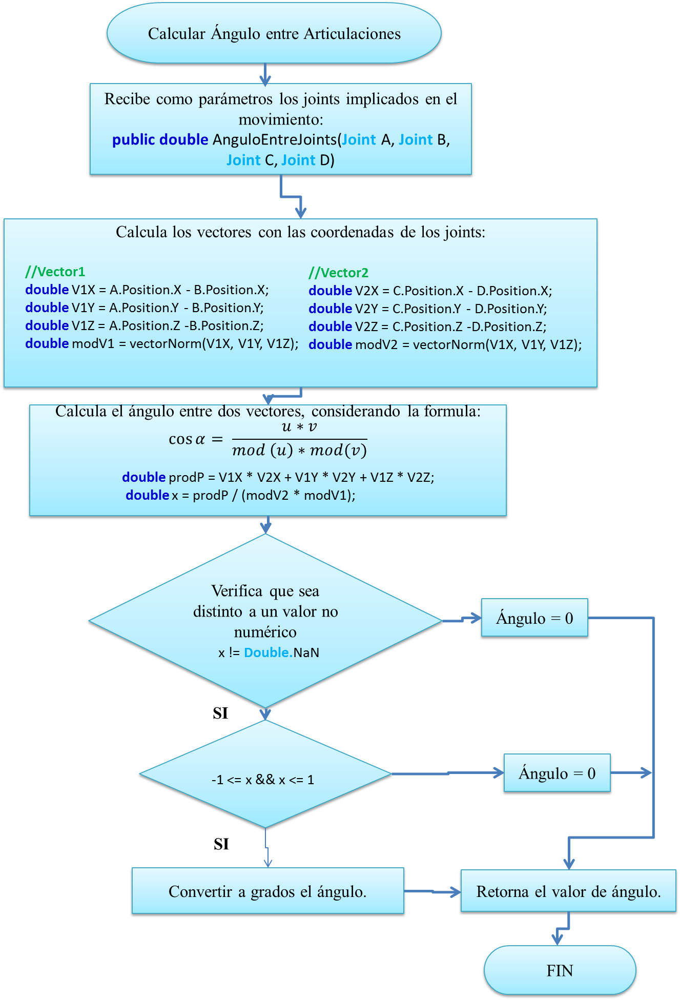 Calcular Ángulo entre Articulaciones
Recibe como parámetros los joints implicados en el
movimiento:
public double AnguloEntreJoints(Joint A, Joint B,
Joint C, Joint D)
Calcula los vectores con las coordenadas de los joints:
//Vector1
double V1X = A.Position.X - B.Position.X;
double V1Y = A.Position.Y - B.Position.Y;
double V1Z = A.Position.Z -B.Position.Z;
double modV1 = vectorNorm(V1X, V1Y, V1Z);
//Vector2
double V2X = C.Position.X - D.Position.X;
double V2Y = C.Position.Y - D.Position.Y;
double V2Z = C.Position.Z -D.Position.Z;
double modV2 = vectorNorm(V1X, V1Y, V1Z);
Calcula el ángulo entre dos vectores, considerando la formula:
u ∗ v
cos α =
mod (u) ∗ mod(v)
double prodP = V1X * V2X + V1Y * V2Y + V1Z * V2Z;
double x = prodP / (modV2 * modV1);
Verifica que sea
distinto a un valor no
numérico
x != Double.NaN
Ángulo = 0
SI
-1 <= x && x <= 1
Ángulo = 0
SI
Convertir a grados el ángulo.
Retorna el valor de ángulo.
FIN